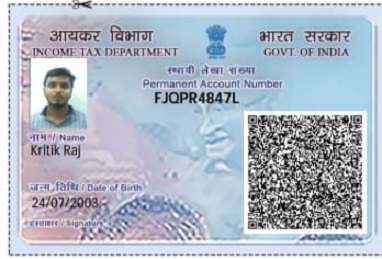 आयकर विभाग
INCOME TAX DEPARTMENT
भारत सरकार
GOVT. OF INDIA
स्थायी लेखा संख्या
Permanent Account Number
FJQPR4847L
नाम / Name
Kritik Raj
जन्म तिथि / Date of Birth
24/07/2003
हस्ताक्षर / Signature